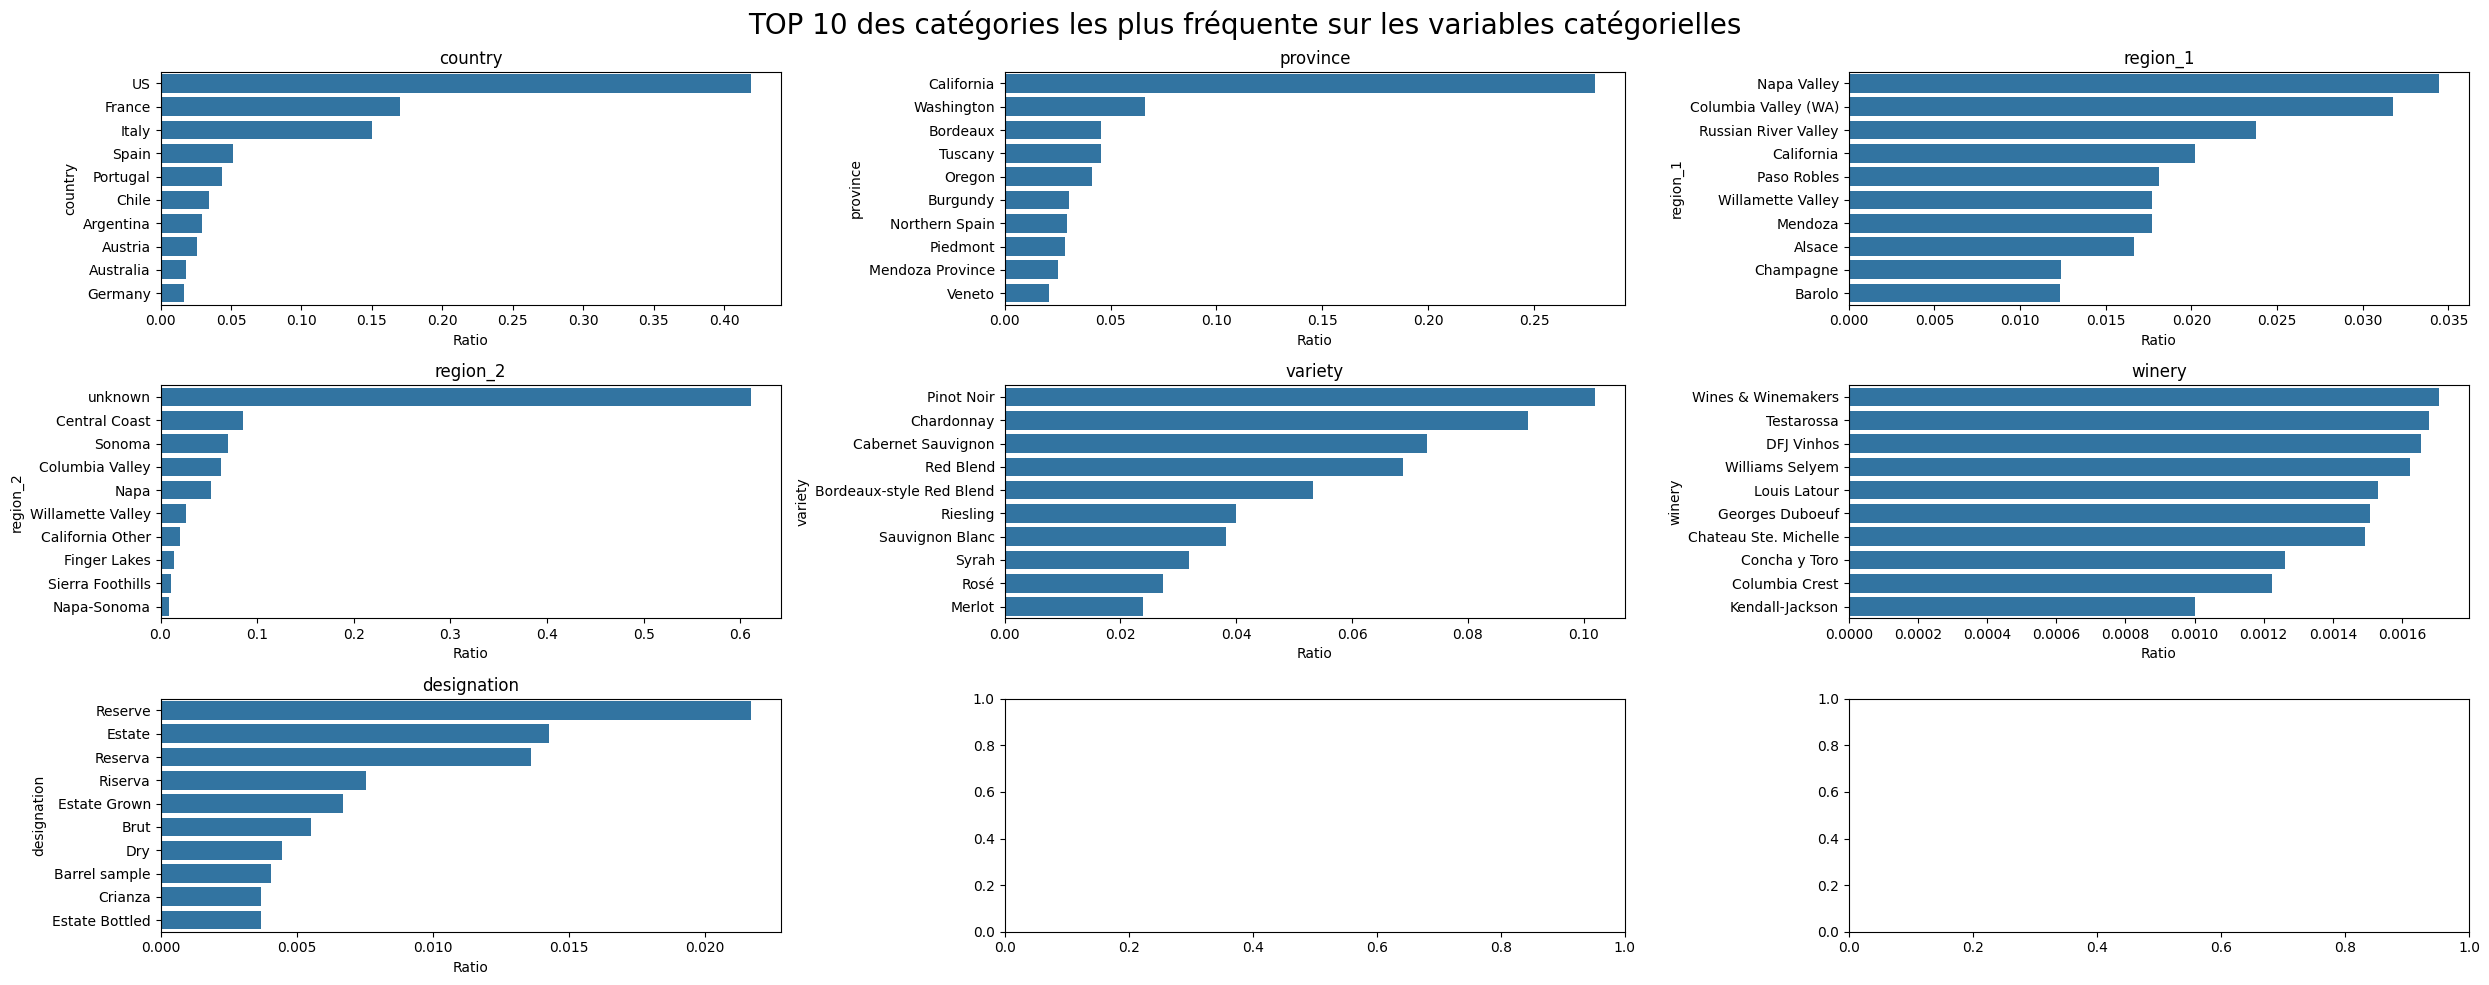 TOP 10 des catégories les plus fréquente sur les variables catégorielles
country
US
France
Italy
Spain
Portugal
Chile
Argentina
Austria
Australia
Germany
country
0.00 0.05 0.10 0.15 0.20 0.25 0.30 0.35 0.40
Ratio
province
California
Washington
Bordeaux
Tuscany
Oregon
Burgundy
Northern Spain
Piedmont
Mendoza Province
Veneto
province
0.00 0.05 0.10 0.15 0.20 0.25
Ratio
region_1
Napa Valley
Columbia Valley (WA)
Russian River Valley
California
Paso Robles
Willamette Valley
Mendoza
Alsace
Champagne
Barolo
region_1
0.000 0.005 0.010 0.015 0.020 0.025 0.030 0.035
Ratio
region_2
unknown
Central Coast
Sonoma
Columbia Valley
Napa
Willamette Valley
California Other
Finger Lakes
Sierra Foothills
Napa-Sonoma
region_2
0.0 0.1 0.2 0.3 0.4 0.5 0.6
Ratio
variety
Pinot Noir
Chardonnay
Cabernet Sauvignon
Red Blend
Bordeaux-style Red Blend
Riesling
Sauvignon Blanc
Syrah
Rosé
Merlot
variety
0.00 0.02 0.04 0.06 0.08 0.10
Ratio
winery
Wines & Winemakers
Testarossa
DFJ Vinhos
Williams Selyem
Louis Latour
Georges Duboeuf
Chateau Ste. Michelle
Concha y Toro
Columbia Crest
Kendall-Jackson
winery
0.0000 0.0002 0.0004 0.0006 0.0008 0.0010 0.0012 0.0014 0.0016
Ratio
designation
Reserve
Estate
Reserva
Riserva
Estate Grown
Brut
Dry
Barrel sample
Crianza
Estate Bottled
designation
0.000 0.005 0.010 0.015 0.020
Ratio
1.0
0.8
0.6
0.4
0.2
0.0
0.0 0.2 0.4 0.6 0.8 1.0
1.0
0.8
0.6
0.4
0.2
0.0
0.0 0.2 0.4 0.6 0.8 1.0